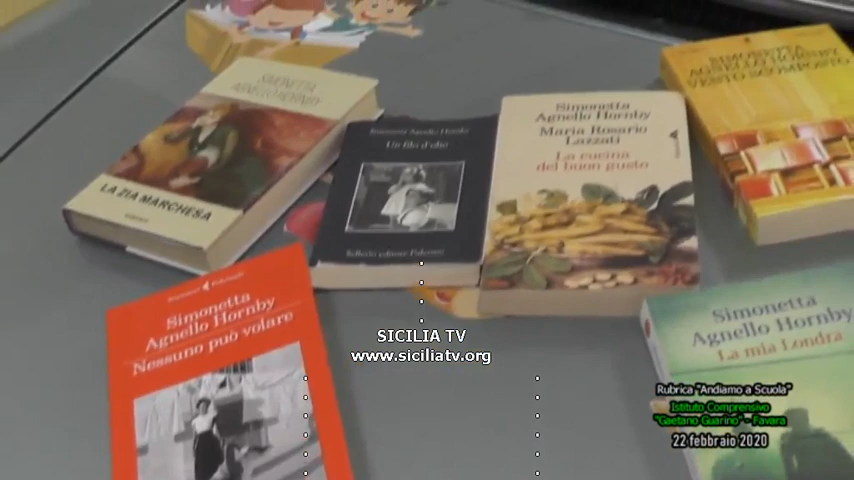 SIMONETTA
AGNELLO HORNBY
LA ZIA MARCHESA
Simonetta Agnello Hornby
Un filo d'olio
Sellerio editore Palermo
Simonetta
Agnello Hornby
Maria Rosario
Lazzati
La cucina
del buon gusto
SIMONETTA
AGNELLO HORNBY
VENTO SCOMPOSTO
Simonetta
Agnello Hornby
Nessuno può volare
Simonetta
Agnello Hornby
La mia Londra
SICILIA TV
www.siciliatv.org
Rubrica "Andiamo a Scuola"
Istituto Comprensivo
"Gaetano Guarino" - Favara
22 febbraio 2020